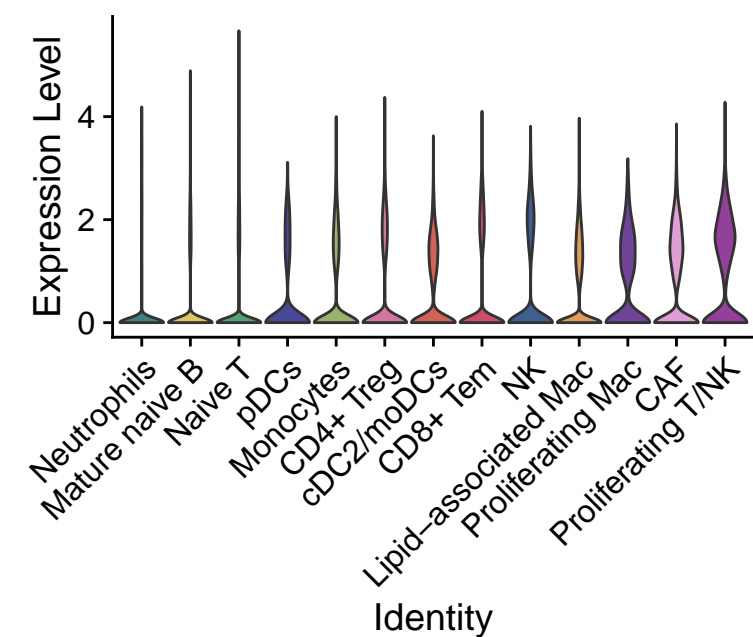 Expression Level
4
2
0
Neutrophils
Mature naive B
Naive T
pDCs
Monocytes
CD4+ Treg
cDC2/moDCs
CD8+ Tem
NK
Lipid−associated Mac
Proliferating Mac
CAF
Proliferating T/NK
Identity